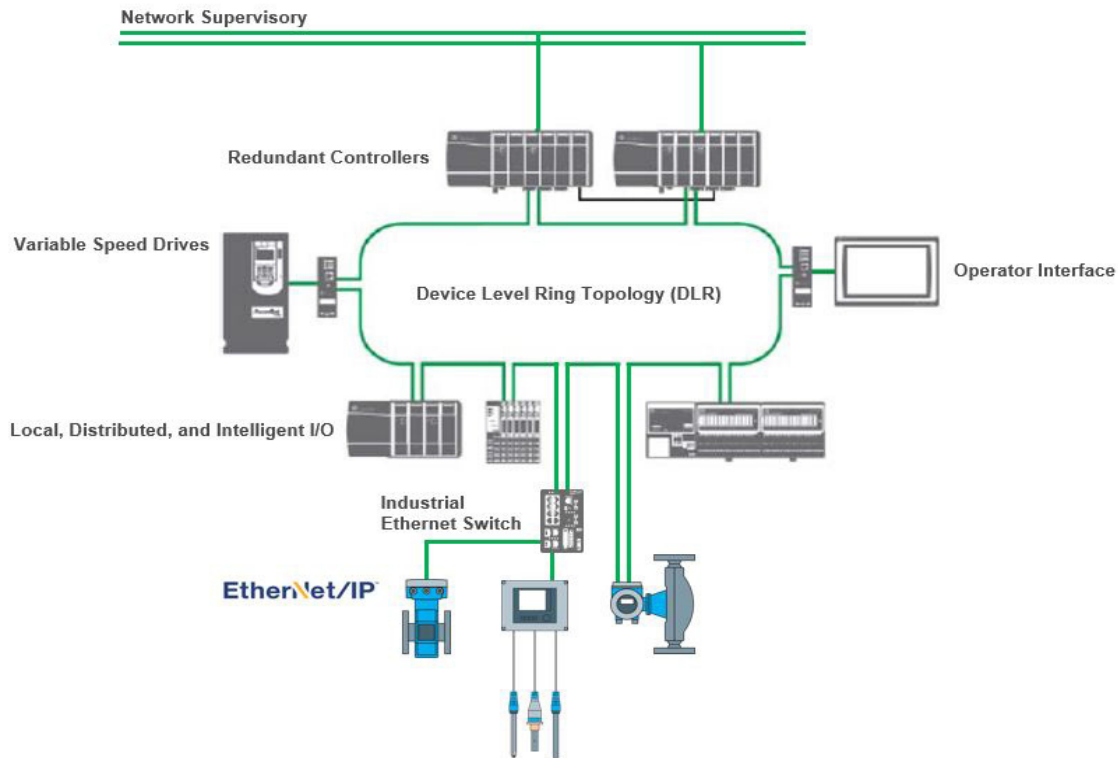 Network Supervisory
Redundant Controllers
Variable Speed Drives
Operator Interface
Device Level Ring Topology (DLR)
Local, Distributed, and Intelligent I/O
Industrial
Ethernet Switch
EtherNet/IP